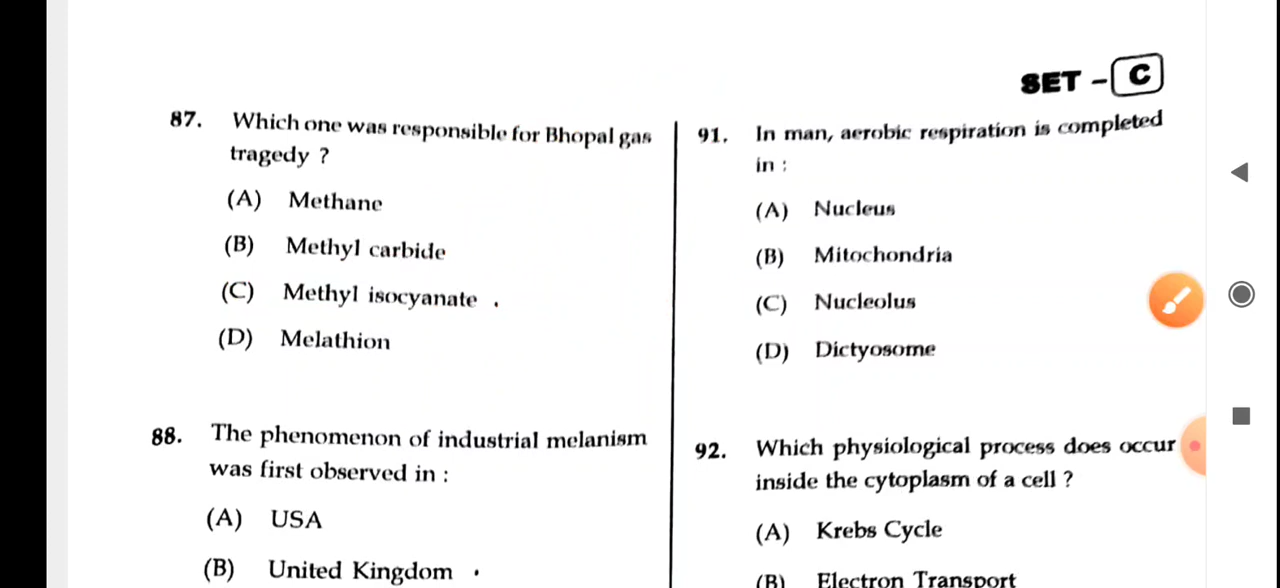 SET - C
87. Which one was responsible for Bhopal gas
tragedy ?
(A) Methane
(B) Methyl carbide
(C) Methyl isocyanate .
(D) Melathion
88. The phenomenon of industrial melanism
was first observed in :
(A) USA
(B) United Kingdom .
91. In man, aerobic respiration is completed
in :
(A) Nucleus
(B) Mitochondria
(C) Nucleolus
(D) Dictyosome
92. Which physiological process does occur
inside the cytoplasm of a cell ?
(A) Krebs Cycle
(B) Electron Transport